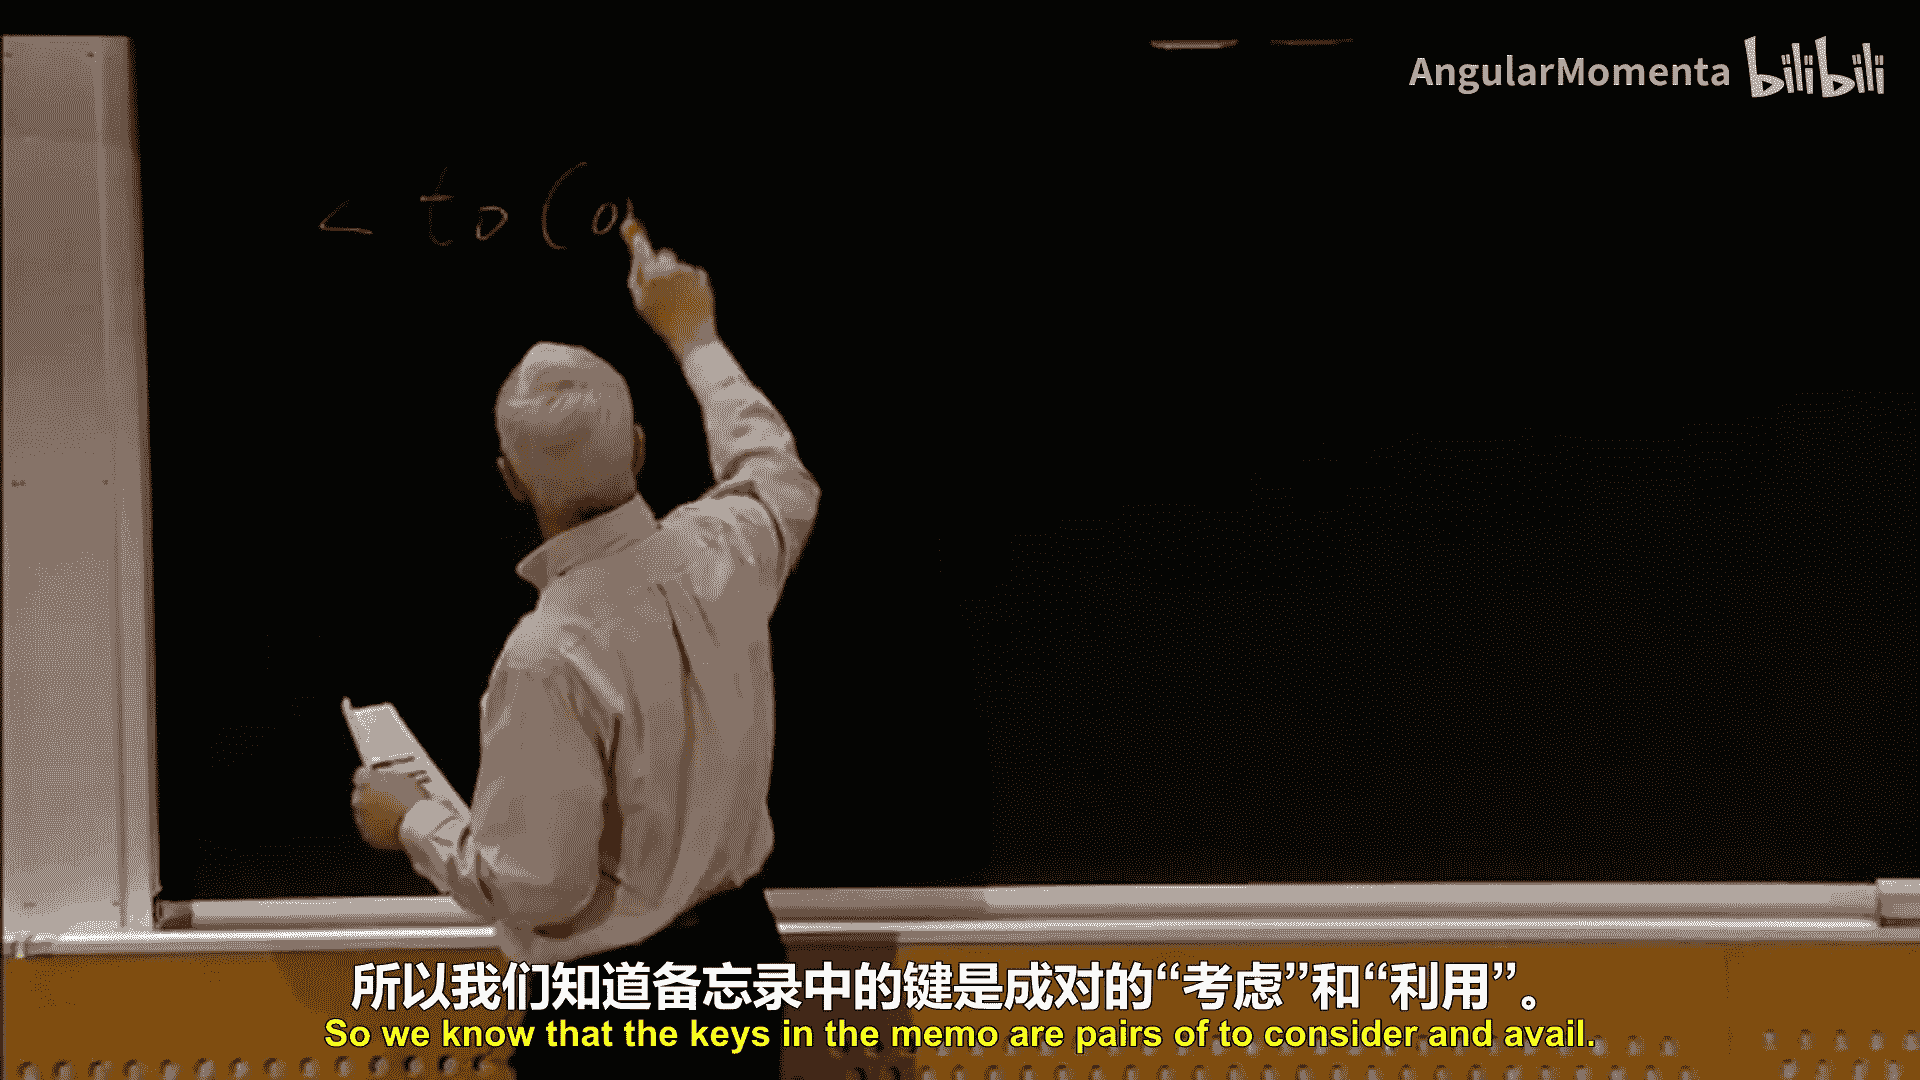 AngularMomenta bilibili
< to Co
所以我们知道备忘录中的键是成对的“考虑”和“利用”。
So we know that the keys in the memo are pairs of to consider and avail.